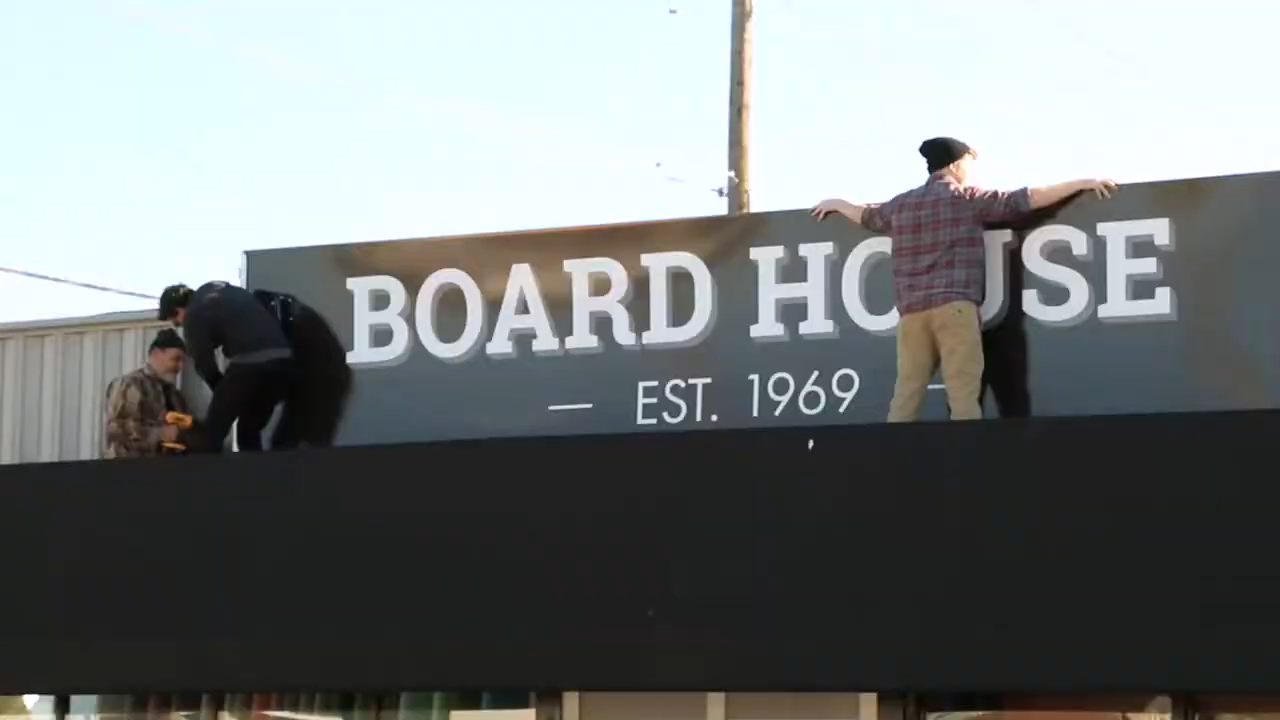 BOARD HOUSE
— EST. 1969 —